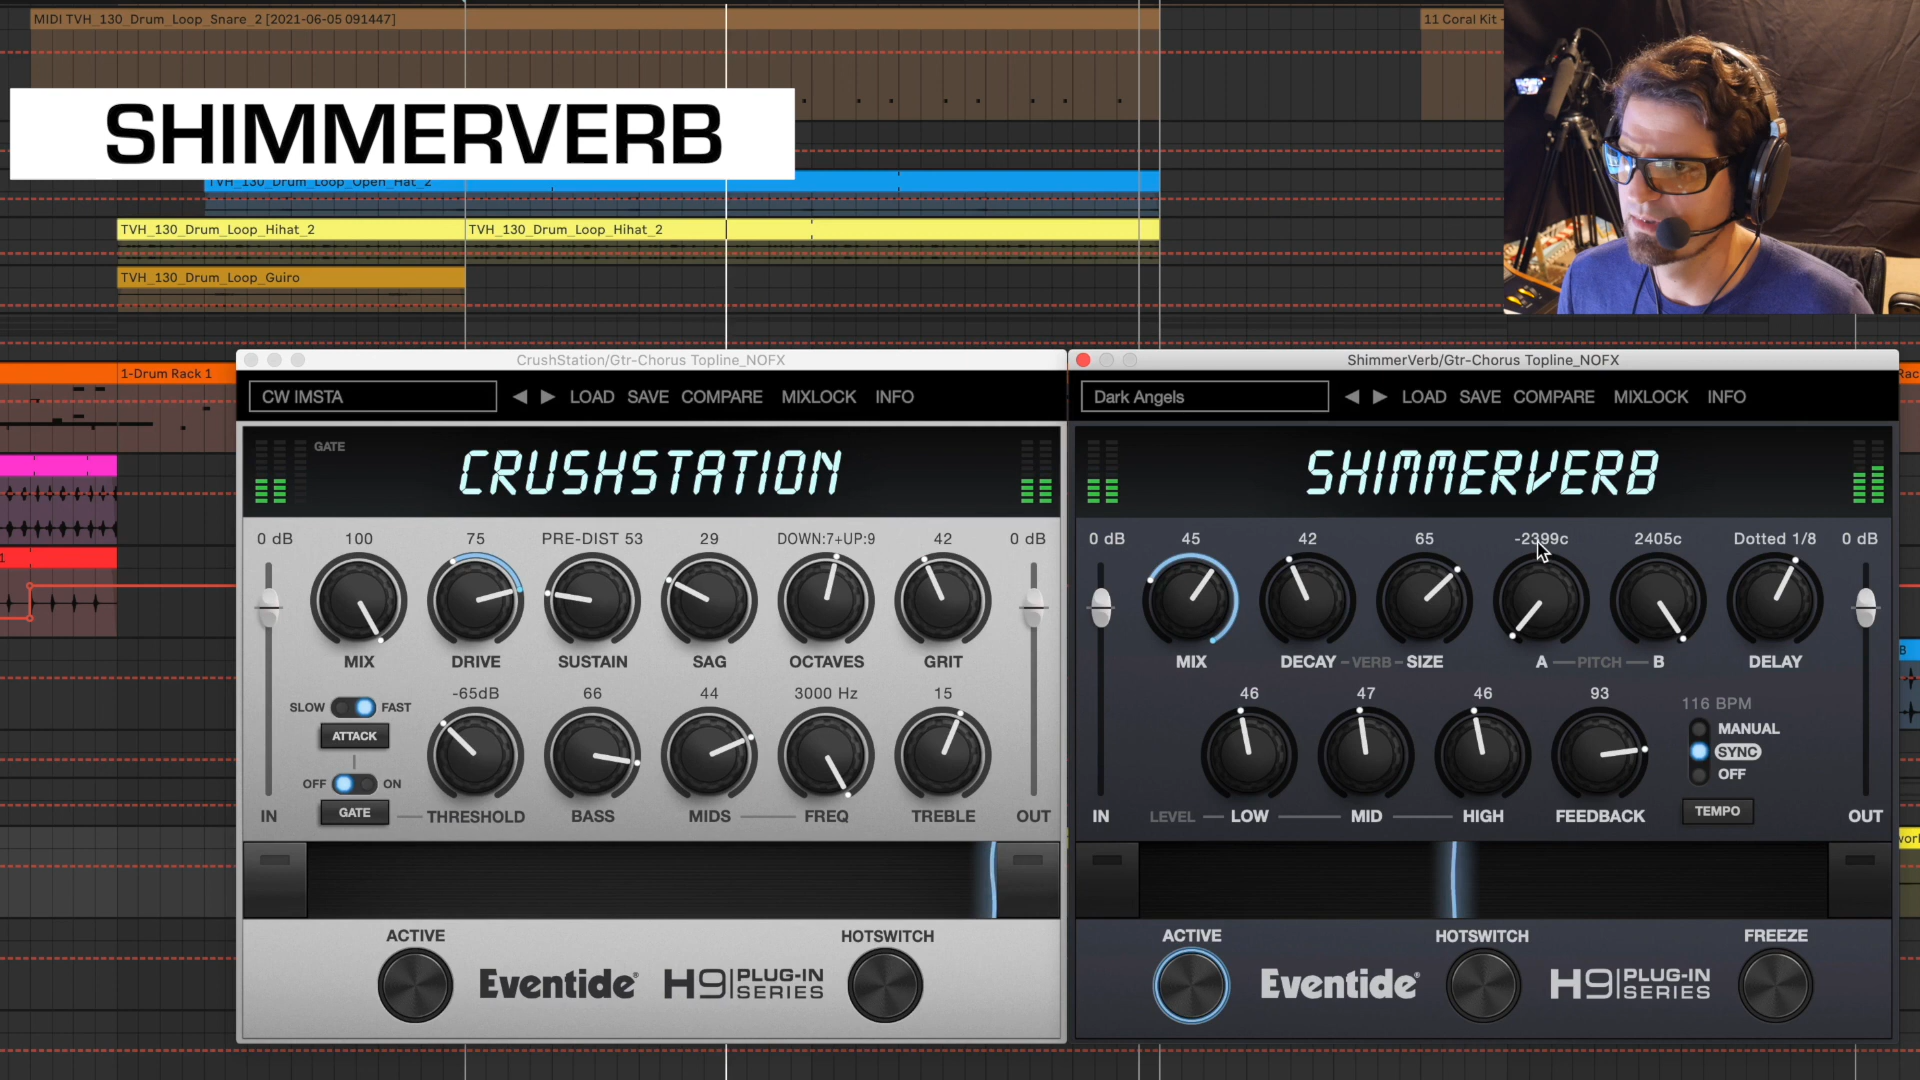 MIDI TVH_130_Drum_Loop_Snare_2 [2021-06-05 091447]
11 Coral Kit -
SHIMMERVERB
TVH_130_Drum_Loop_Open_Hat_2
TVH_130_Drum_Loop_Hihat_2
TVH_130_Drum_Loop_Hihat_2
TVH_130_Drum_Loop_Guiro
1-Drum Rack 1
CrushStation/Gtr-Chorus Topline_NOFX
CW IMSTA
LOAD SAVE COMPARE MIXLOCK INFO
GATE
CRUSHSTATION
0 dB 100 75 PRE-DIST 53 29 DOWN:7+UP:9 42 0 dB
MIX DRIVE SUSTAIN SAG OCTAVES GRIT
-65dB 66 44 3000 Hz 15
SLOW FAST
ATTACK
OFF ON
GATE
IN THRESHOLD BASS MIDS FREQ TREBLE OUT
ACTIVE HOTSWITCH
Eventide® H9 PLUG-IN SERIES
ShimmerVerb/Gtr-Chorus Topline_NOFX
Dark Angels
LOAD SAVE COMPARE MIXLOCK INFO
SHIMMERVERB
0 dB 45 42 65 -2399c 2405c Dotted 1/8 0 dB
MIX DECAY VERB SIZE A PITCH B DELAY
46 47 46 93 116 BPM
MANUAL
SYNC
OFF
TEMPO
IN LEVEL LOW MID HIGH FEEDBACK OUT
ACTIVE HOTSWITCH FREEZE
Eventide® H9 PLUG-IN SERIES